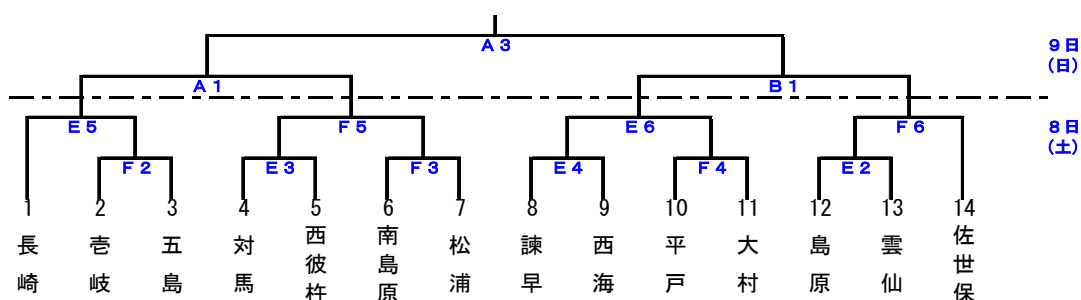 A3
9日
(日)
A1
B1
E5
F5
E6
F6
8日
(土)
F2
E3
F3
E4
F4
E2
1 2 3 4 5 6 7 8 9 10 11 12 13 14
長崎
壱岐
五島
対馬
西彼杵
南島原
松浦
諫早
西海
平戸
大村
島原
雲仙
佐世保